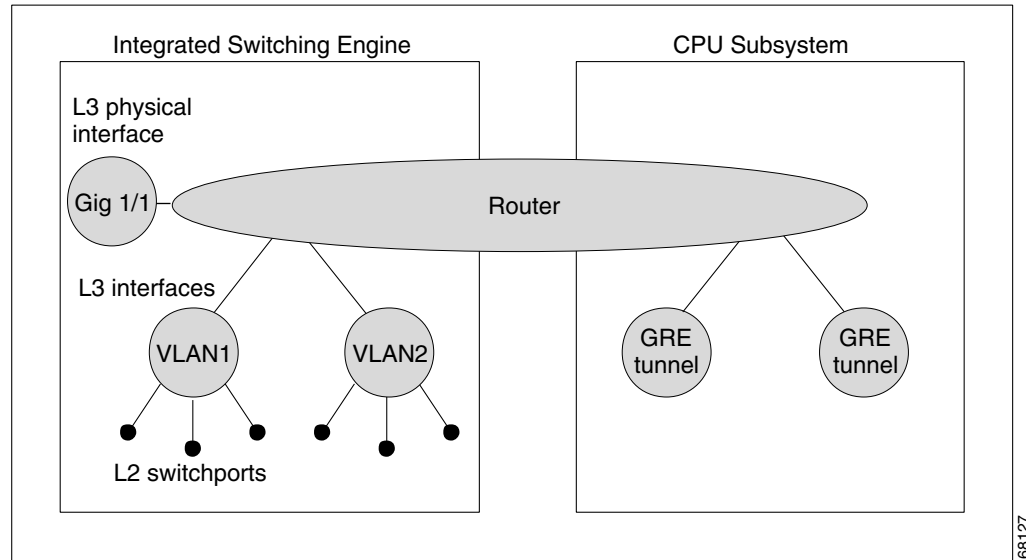 Integrated Switching Engine
CPU Subsystem
L3 physical
interface
Gig 1/1
Router
L3 interfaces
VLAN1
VLAN2
GRE
tunnel
GRE
tunnel
L2 switchports
68127